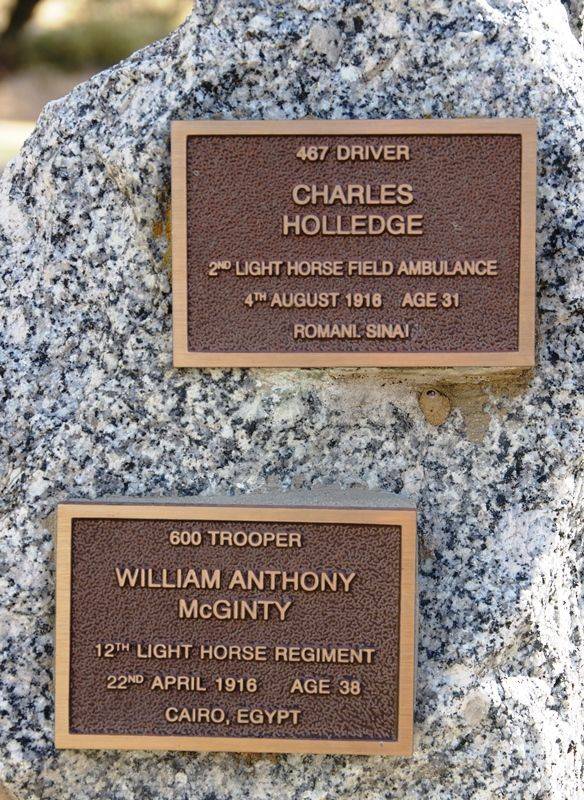 467 DRIVER
CHARLES
HOLLEDGE
2ND LIGHT HORSE FIELD AMBULANCE
4TH AUGUST 1916 AGE 31
ROMANI. SINAI
600 TROOPER
WILLIAM ANTHONY
McGINTY
12TH LIGHT HORSE REGIMENT
22ND APRIL 1916 AGE 38
CAIRO, EGYPT